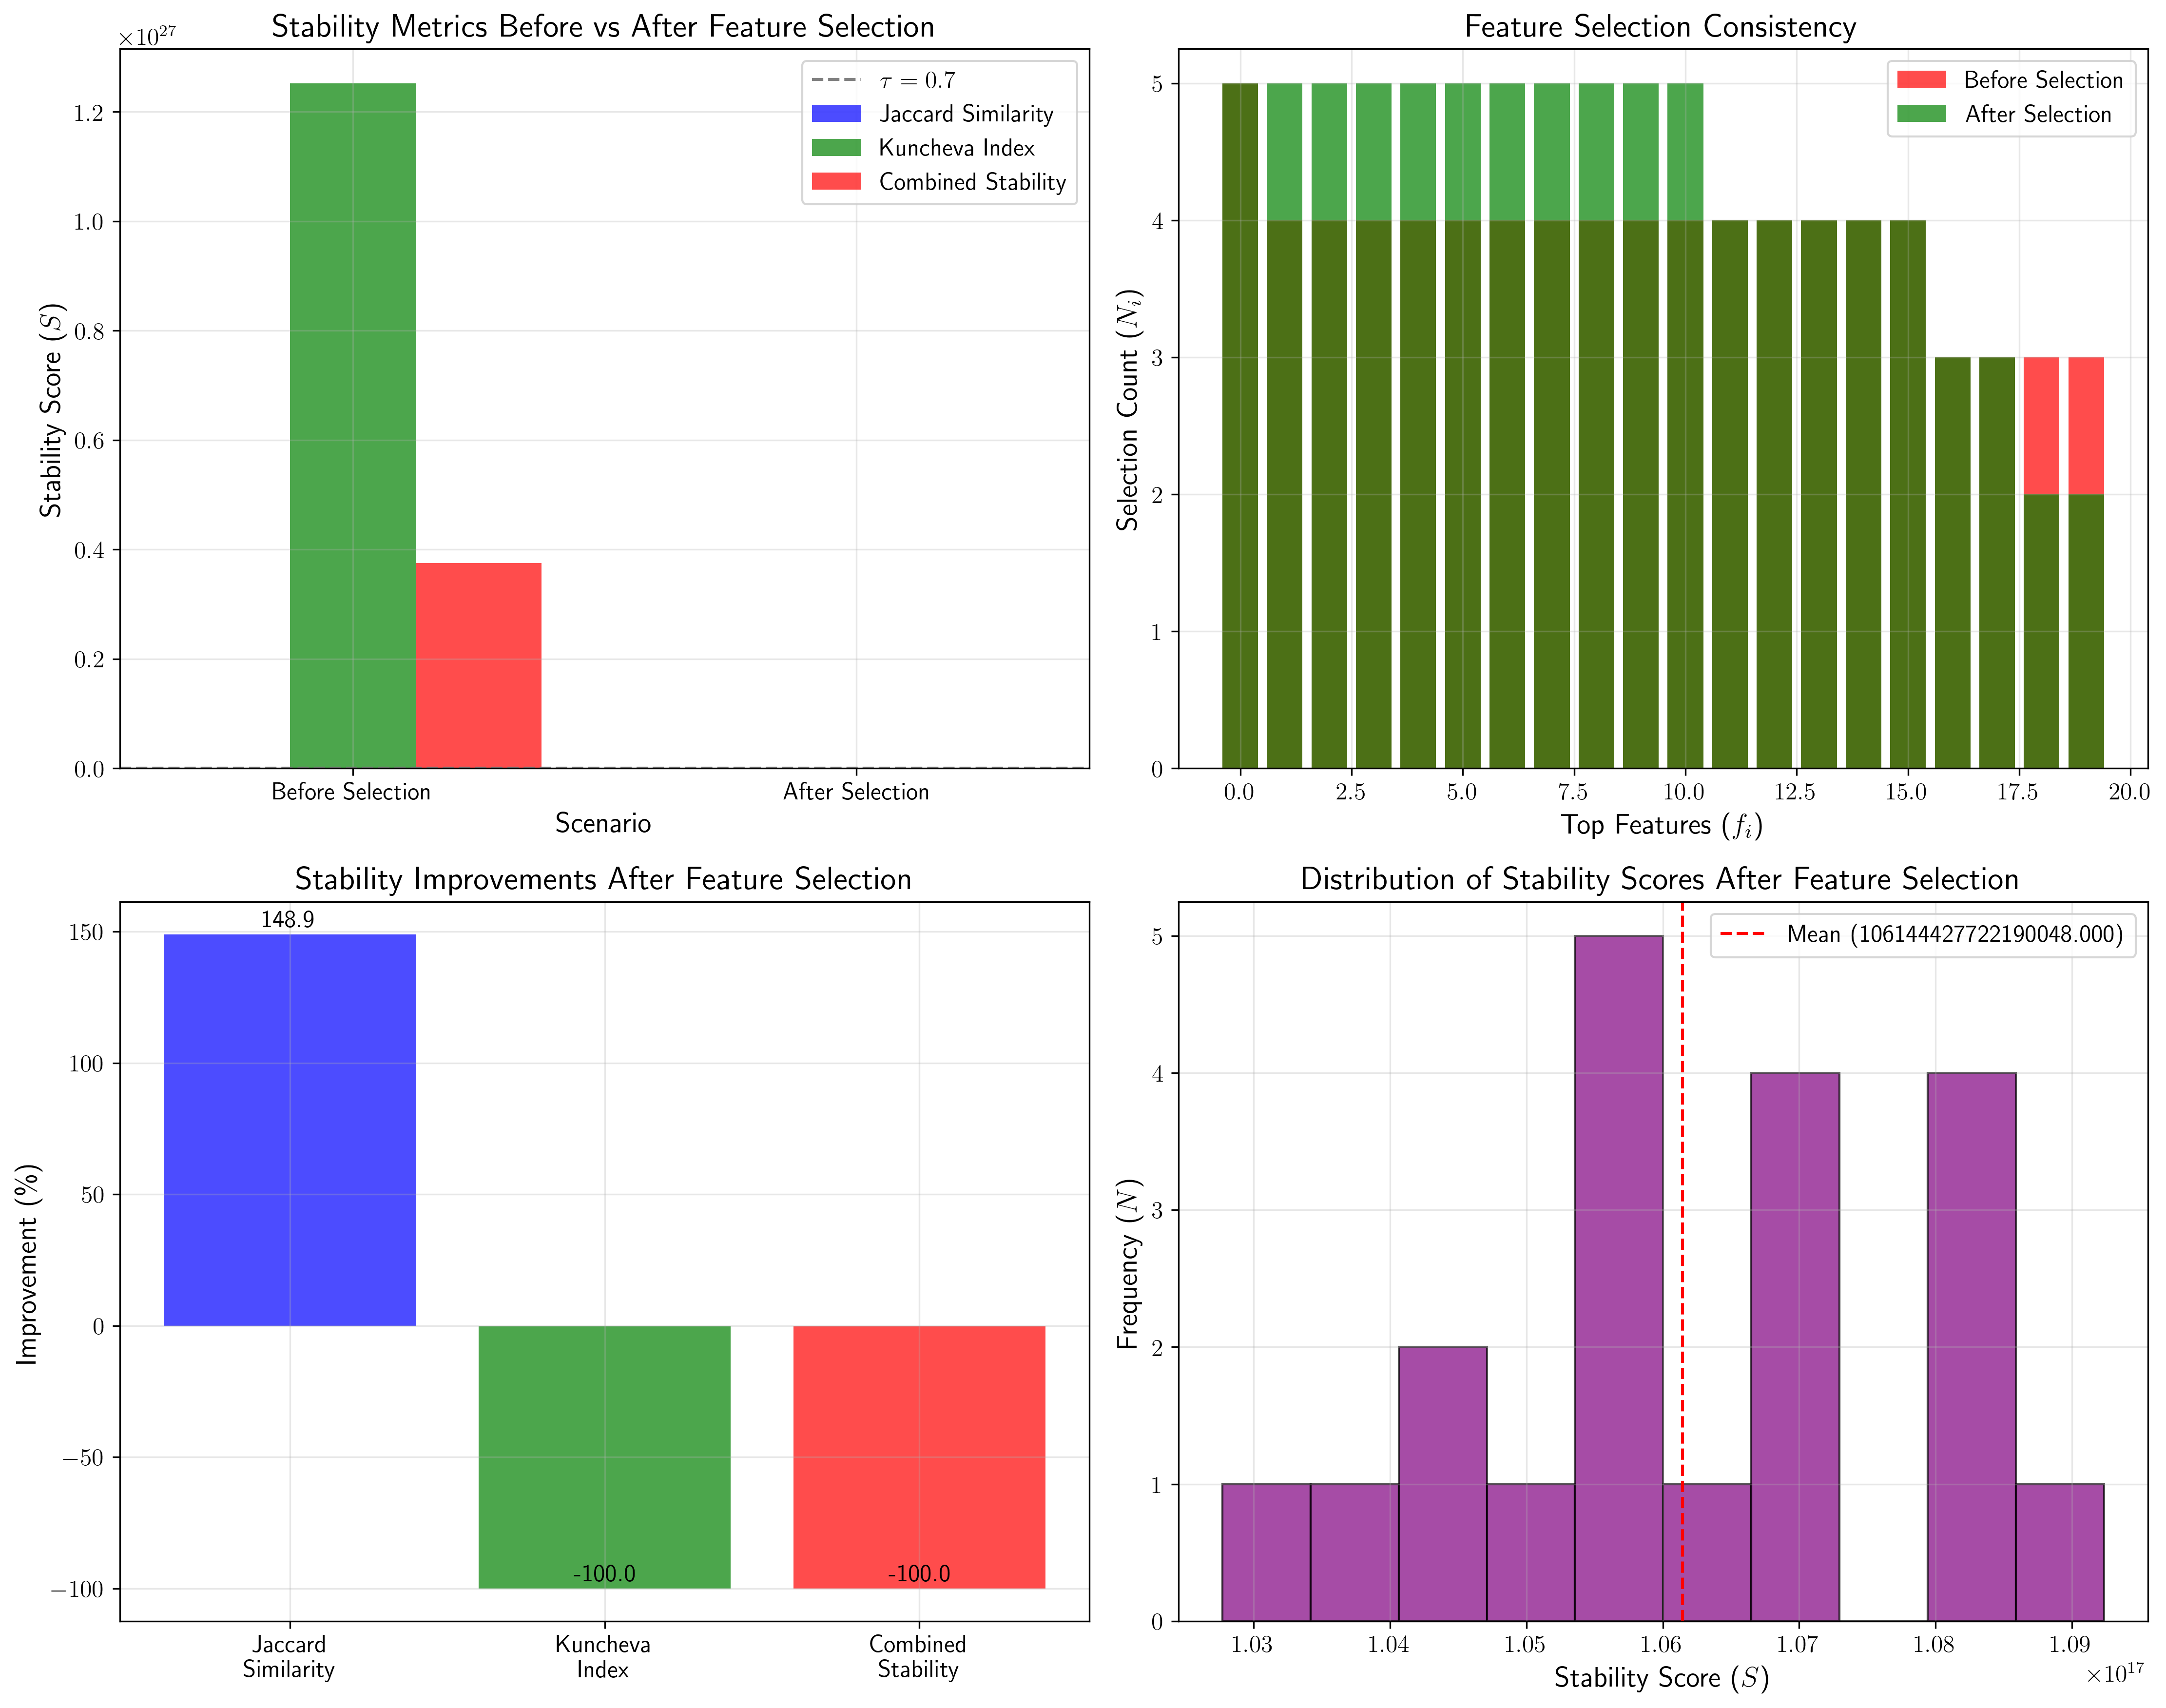 Stability Metrics Before vs After Feature Selection
×10²⁷
τ = 0.7
Jaccard Similarity
Kuncheva Index
Combined Stability
1.2
1.0
0.8
0.6
0.4
0.2
0.0
Stability Score (S)
Before Selection
After Selection
Scenario
Feature Selection Consistency
Before Selection
After Selection
5
4
3
2
1
0
Selection Count (Nᵢ)
0.0 2.5 5.0 7.5 10.0 12.5 15.0 17.5 20.0
Top Features (fᵢ)
Stability Improvements After Feature Selection
148.9
-100.0
-100.0
150
100
50
0
−50
−100
Improvement (%)
Jaccard
Similarity
Kuncheva
Index
Combined
Stability
Distribution of Stability Scores After Feature Selection
Mean (106144427722190048.000)
5
4
3
2
1
0
Frequency (N)
1.03 1.04 1.05 1.06 1.07 1.08 1.09
×10¹⁷
Stability Score (S)